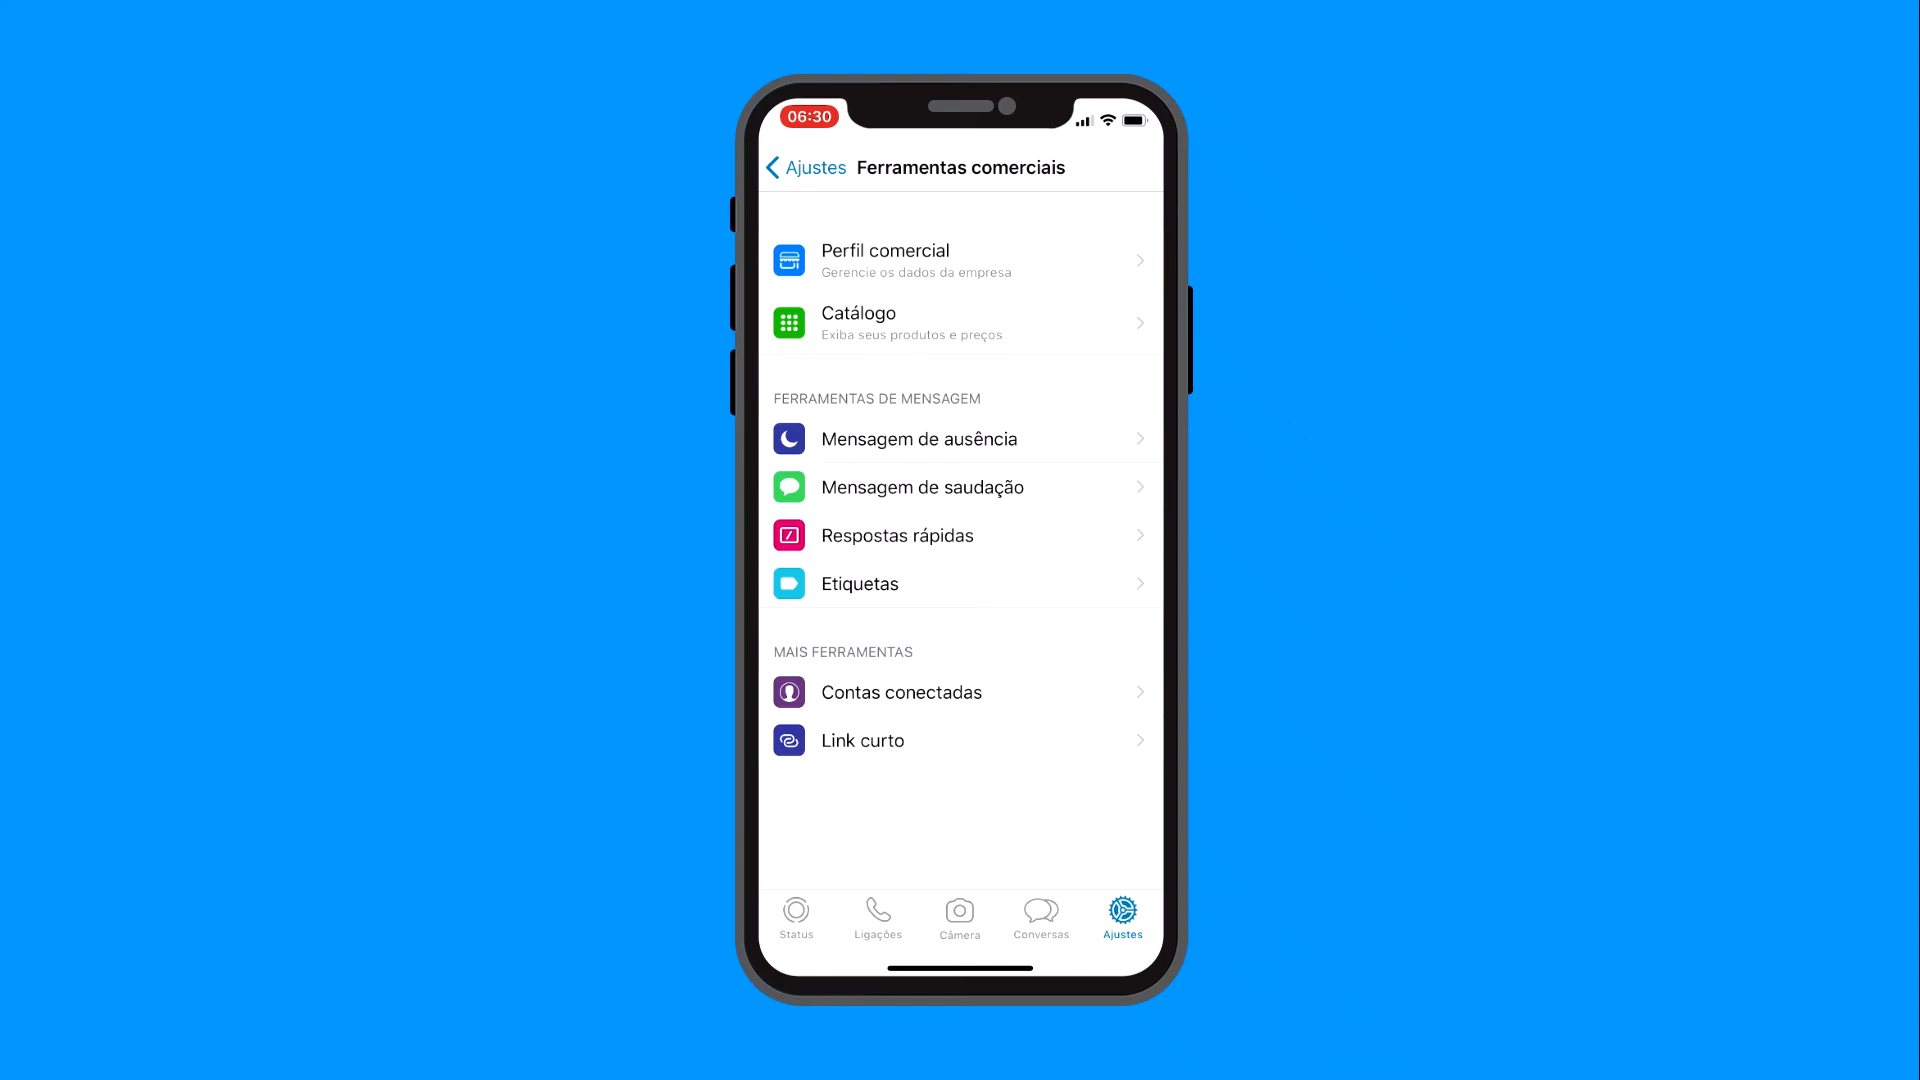 06:30
Ajustes Ferramentas comerciais
Perfil comercial
Gerencie os dados da empresa
Catálogo
Exiba seus produtos e preços
FERRAMENTAS DE MENSAGEM
Mensagem de ausência
Mensagem de saudação
Respostas rápidas
Etiquetas
MAIS FERRAMENTAS
Contas conectadas
Link curto
Status Ligações Câmera Conversas Ajustes